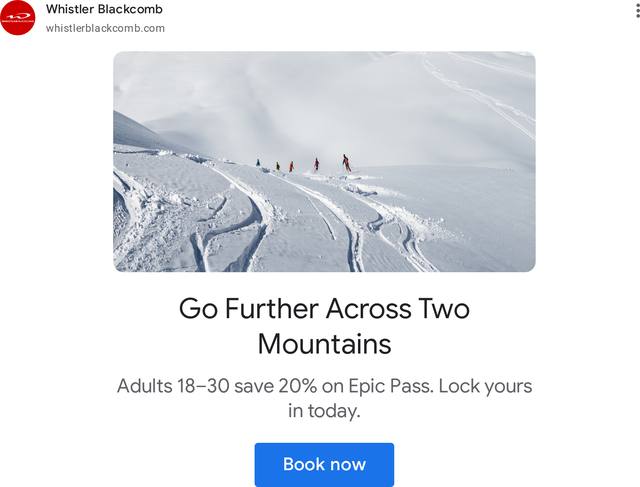 Whistler Blackcomb
whistlerblackcomb.com
Go Further Across Two
Mountains
Adults 18–30 save 20% on Epic Pass. Lock yours
in today.
Book now